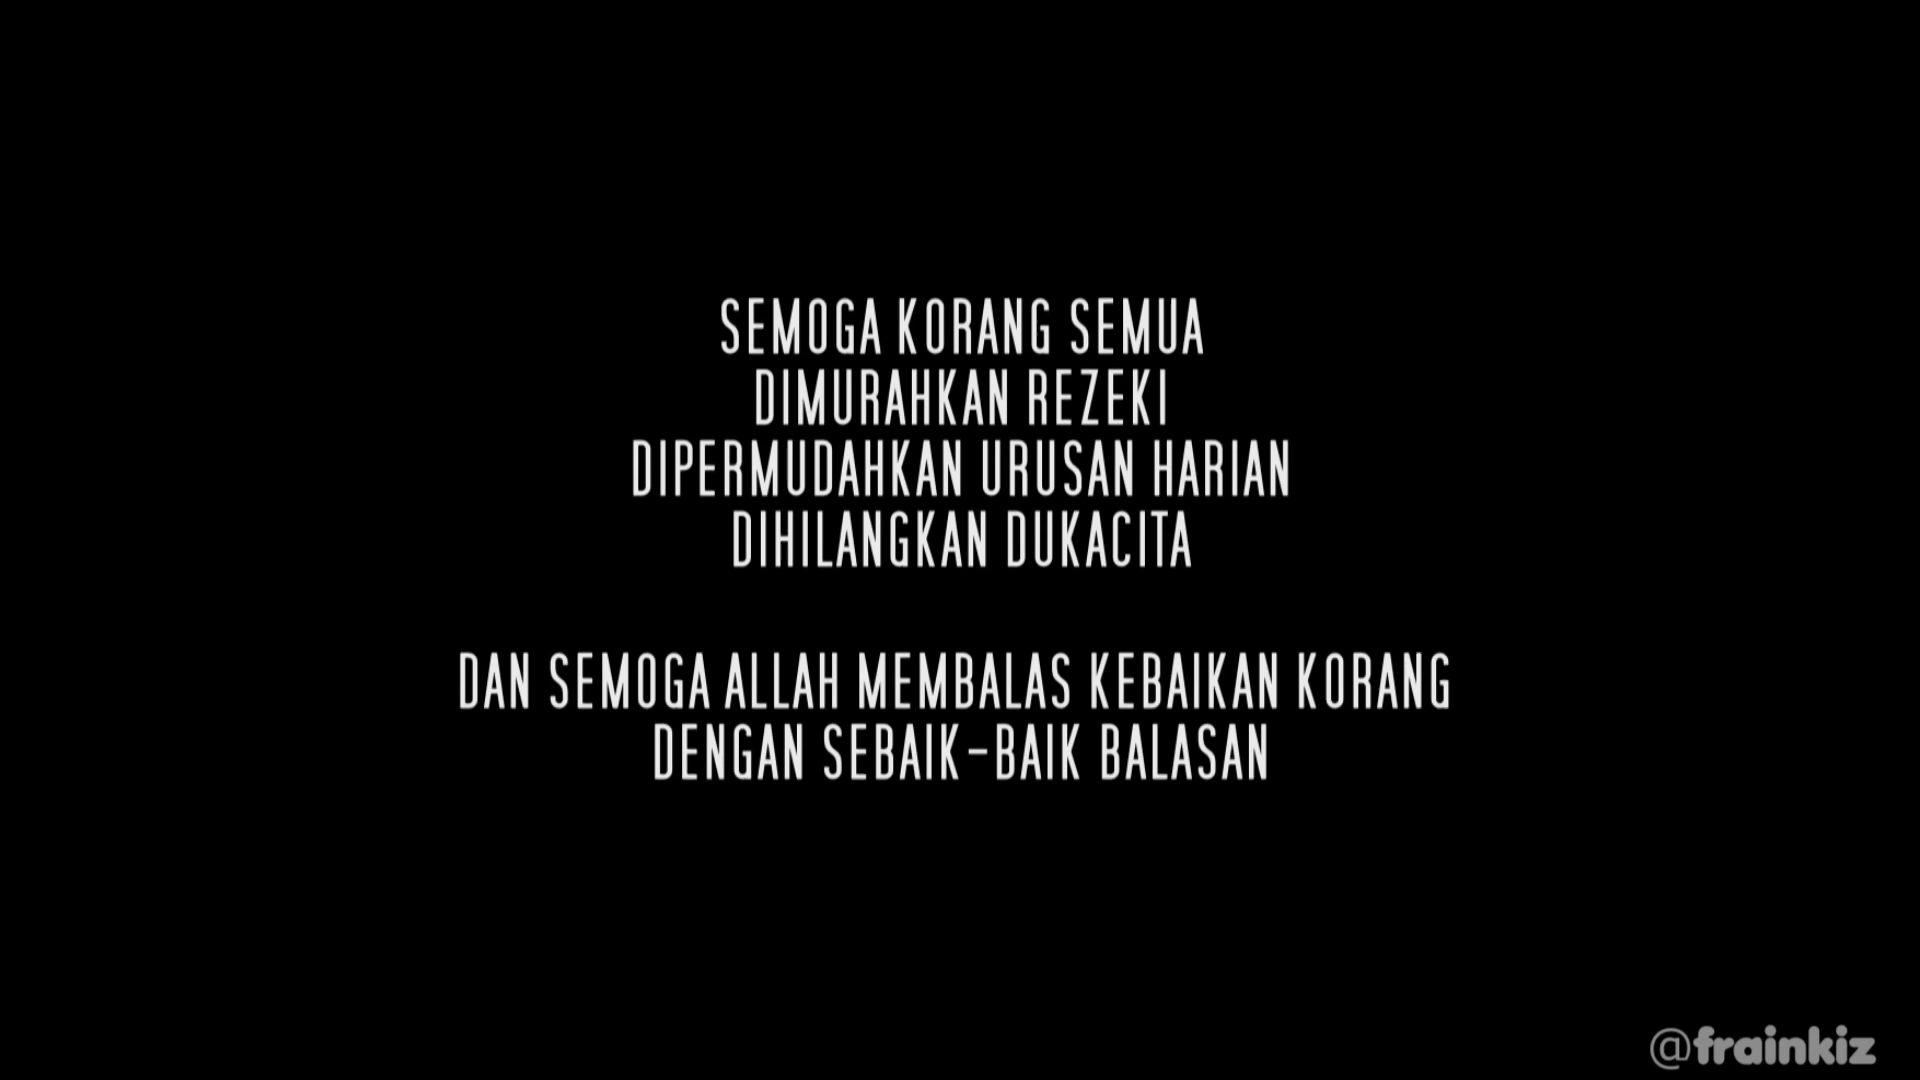 SEMOGA KORANG SEMUA
DIMURAHKAN REZEKI
DIPERMUDAHKAN URUSAN HARIAN
DIHILANGKAN DUKACITA
DAN SEMOGA ALLAH MEMBALAS KEBAIKAN KORANG
DENGAN SEBAIK-BAIK BALASAN
@frainkiz